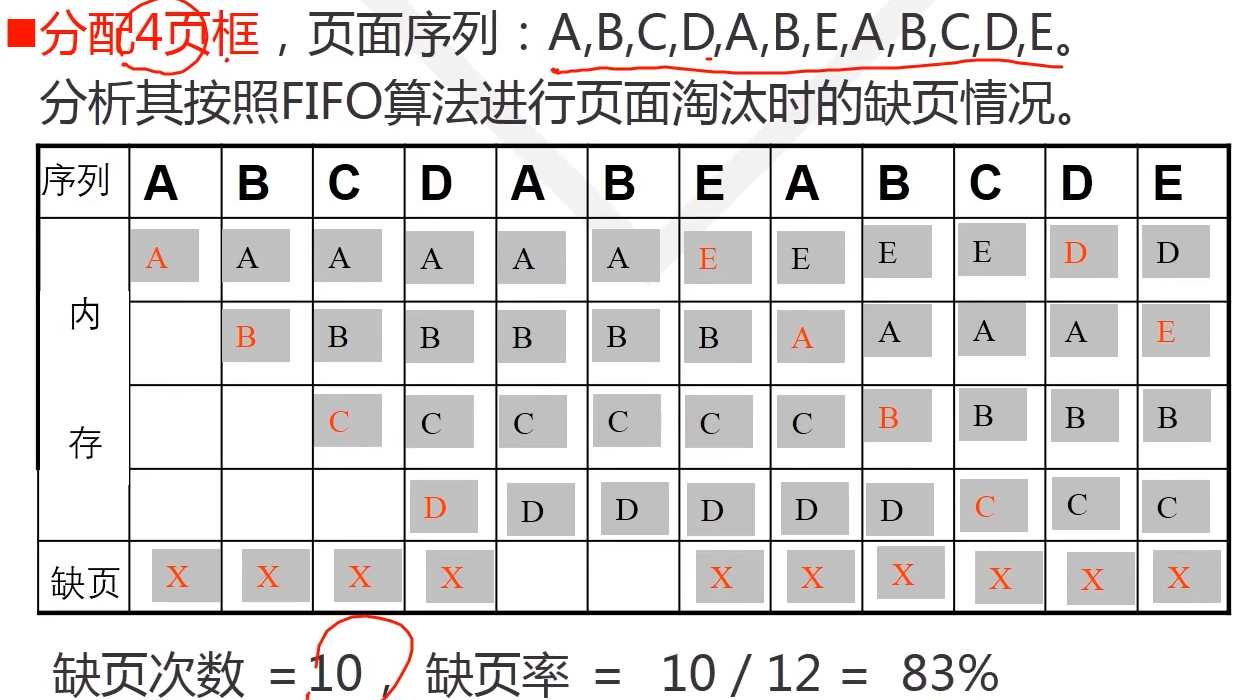 ■分配4页框，页面序列：A,B,C,D,A,B,E,A,B,C,D,E。
分析其按照FIFO算法进行页面淘汰时的缺页情况。
序列 A B C D A B E A B C D E
内存
A A A A A A E E E E D D
B B B B B B A A A A E
C C C C C C B B B B
D D D D D D C C C
缺页 X X X X X X X X X X
缺页次数 =10， 缺页率 = 10 / 12 = 83%